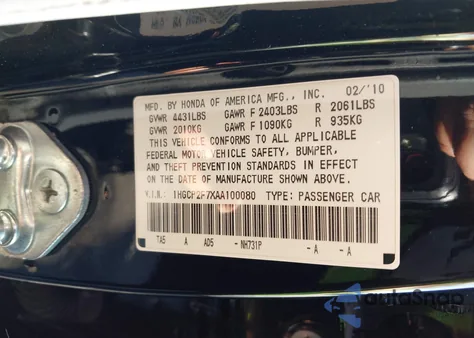 MFD. BY HONDA OF AMERICA MFG., INC. 02/'10
GVWR 4431LBS GAWR F 2403LBS R 2061LBS
GVWR 2010KG GAWR F 1090KG R 935KG
THIS VEHICLE CONFORMS TO ALL APPLICABLE
FEDERAL MOTOR VEHICLE SAFETY, BUMPER,
AND THEFT PREVENTION STANDARDS IN EFFECT
ON THE DATE OF MANUFACTURE SHOWN ABOVE.
V.I.N.: 1HGCP2F7XAA100080 TYPE: PASSENGER CAR
TA5 A AD5 - NH731P -A -A
autoSnap